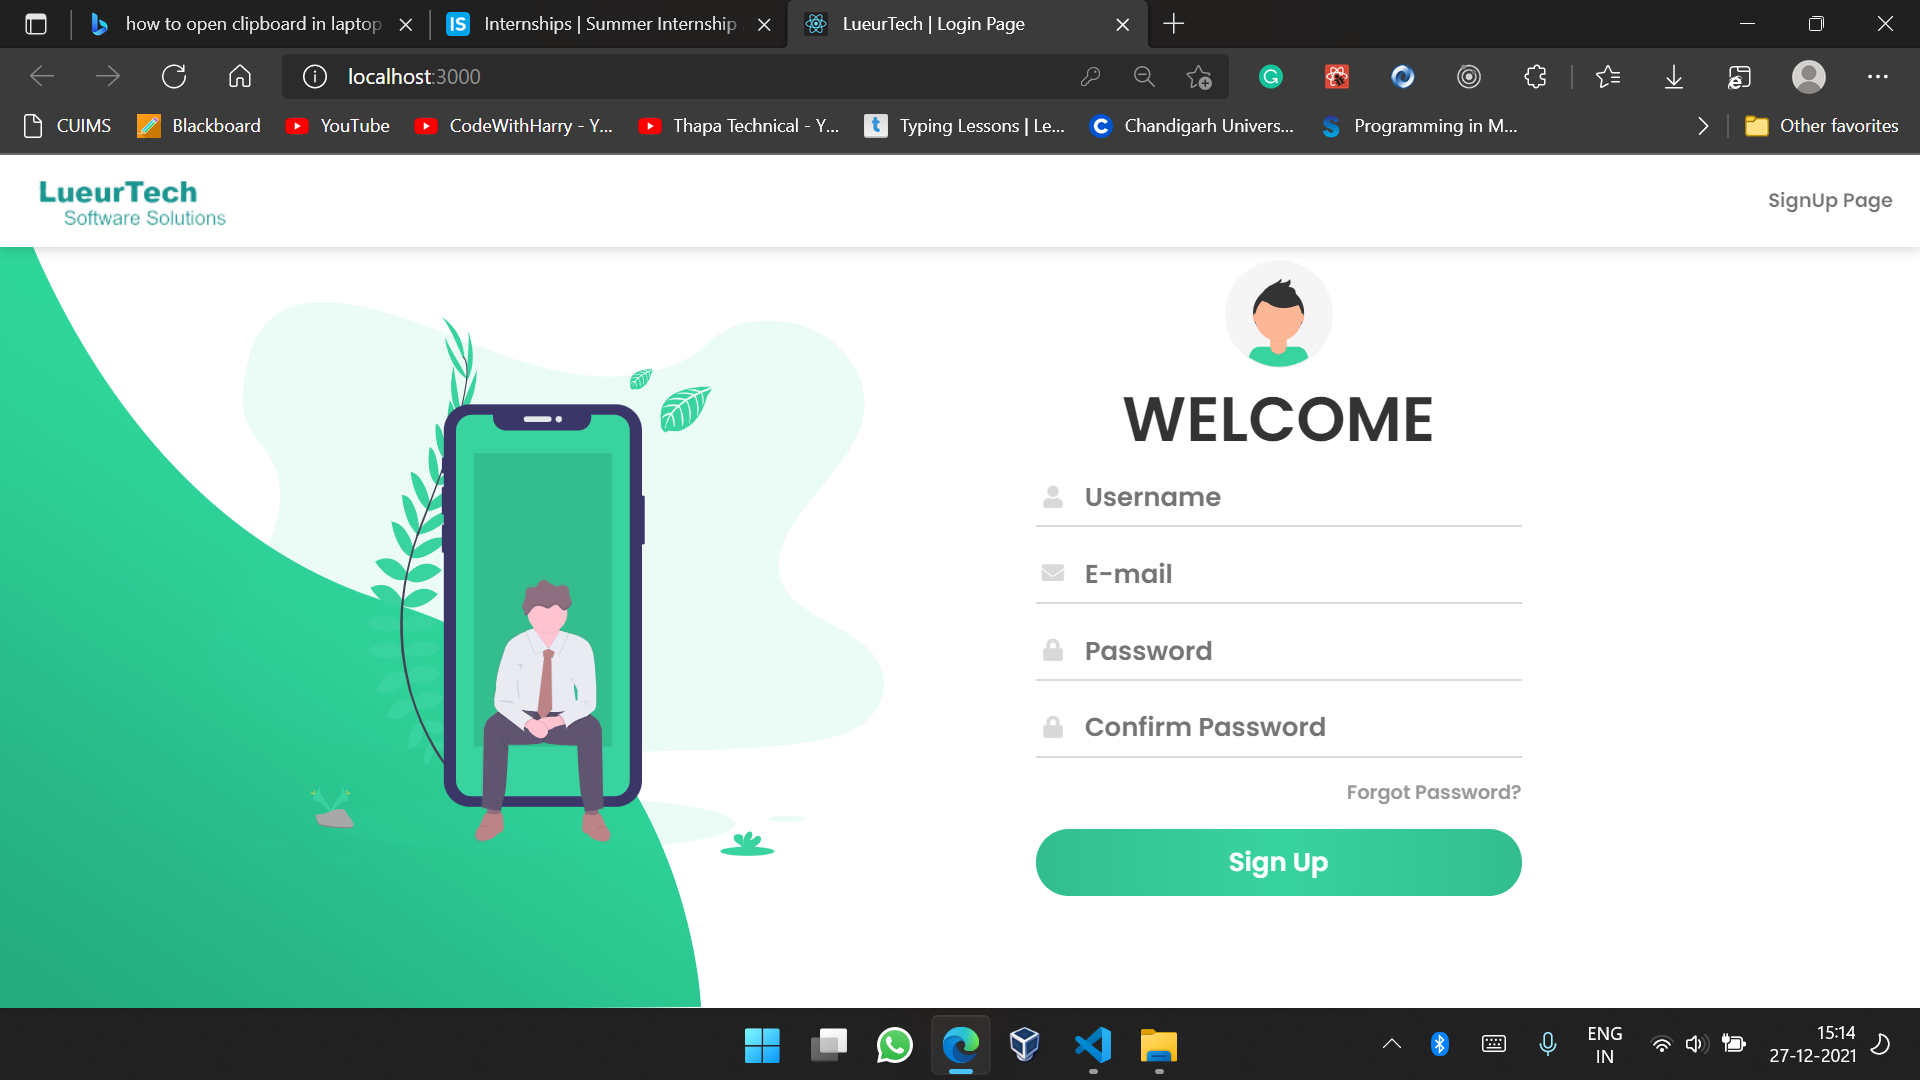 how to open clipboard in laptop
IS
Internships | Summer Internship
LueurTech | Login Page
localhost:3000
CUIMS
Blackboard
YouTube
CodeWithHarry - Y...
Thapa Technical - Y...
t
Typing Lessons | Le...
C
Chandigarh Univers...
S
Programming in M...
Other favorites
LueurTech
Software Solutions
SignUp Page
WELCOME
Username
E-mail
Password
Confirm Password
Forgot Password?
Sign Up
ENG
IN
15:14
27-12-2021